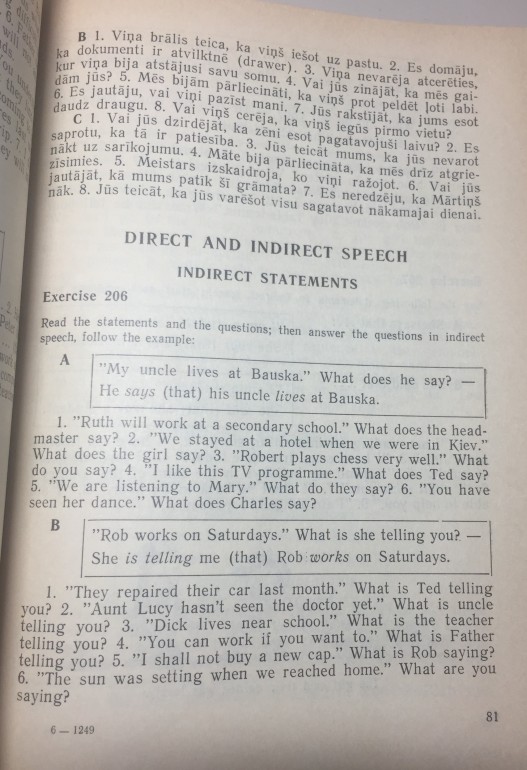 B 1. Viņa brālis teica, ka viņš iešot uz pastu. 2. Es domāju,
ka dokumenti ir atvilktnē (drawer). 3. Viņa nevarēja atcerēties,
kur viņa bija atstājusi savu somu. 4. Vai jūs zinājāt, ka mēs gai-
dām jūs? 5. Mēs bijām pārliecināti, ka viņš prot peldēt ļoti labi.
6. Es jautāju, vai viņi pazīst mani. 7. Jūs rakstījāt, ka jums esot
daudz draugu. 8. Vai viņš cerēja, ka viņš iegūs pirmo vietu?
C 1. Vai jūs dzirdējāt, ka zēni esot pagatavojuši laivu? 2. Es
saprotu, ka tā ir patiesība. 3. Jūs teicāt mums, ka jūs nevarot
nākt uz sarīkojumu. 4. Māte bija pārliecināta, ka mēs drīz atgrie-
zīsimies. 5. Meistars izskaidroja, ko viņi ražojot. 6. Vai jūs
jautājāt, kā mums patīk šī grāmata? 7. Es neredzēju, ka Mārtiņš
nāk. 8. Jūs teicāt, ka jūs varēšot visu sagatavot nākamajai dienai.
DIRECT AND INDIRECT SPEECH
INDIRECT STATEMENTS
Exercise 206
Read the statements and the questions; then answer the questions in indirect
speech, follow the example:
A
"My uncle lives at Bauska." What does he say? —
He says (that) his uncle lives at Bauska.
1. "Ruth will work at a secondary school." What does the head-
master say? 2. "We stayed at a hotel when we were in Kiev."
What does the girl say? 3. "Robert plays chess very well." What
do you say? 4. "I like this TV programme." What does Ted say?
5. "We are listening to Mary." What do they say? 6. "You have
seen her dance." What does Charles say?
B
"Rob works on Saturdays." What is she telling you? —
She is telling me (that) Rob works on Saturdays.
1. "They repaired their car last month." What is Ted telling
you? 2. "Aunt Lucy hasn't seen the doctor yet." What is uncle
telling you? 3. "Dick lives near school." What is the teacher
telling you? 4. "You can work if you want to." What is Father
telling you? 5. "I shall not buy a new cap." What is Rob saying?
6. "The sun was setting when we reached home." What are you
saying?
81
6 — 1249